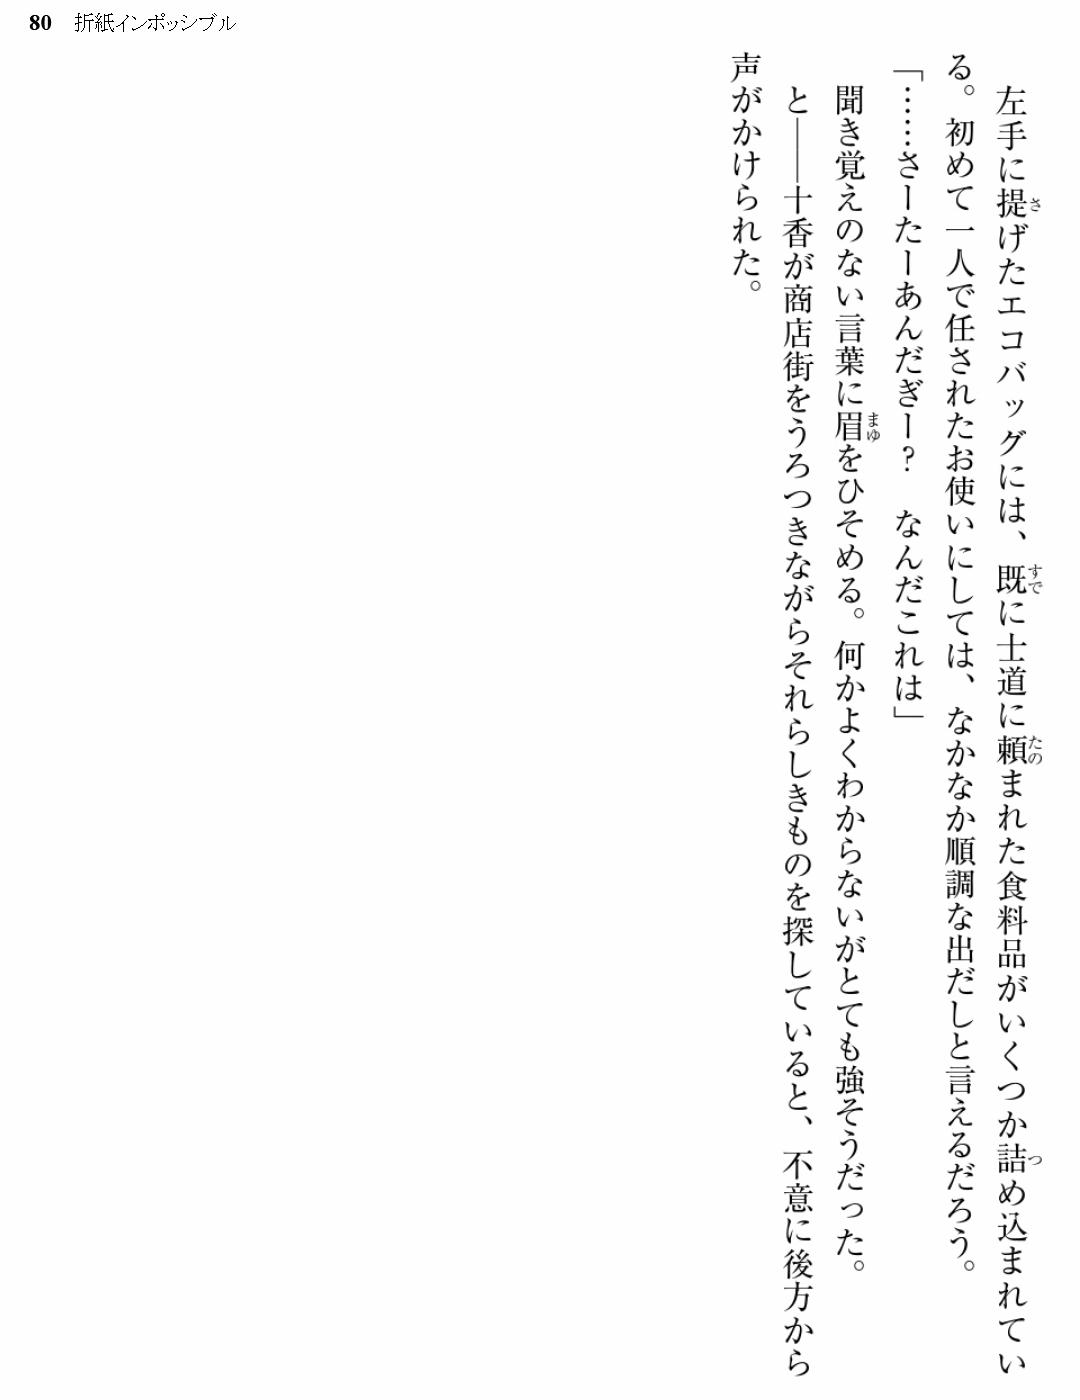 80 折紙インポッシブル
左手に提げたエコバッグには、既に士道に頼まれた食料品がいくつか詰め込まれてい
る。初めて一人で任されたお使いにしては、なかなか順調な出だしと言えるだろう。
「……さーたーあんだぎー？　なんだこれは」
聞き覚えのない言葉に眉をひそめる。何かよくわからないがとても強そうだった。
と――十香が商店街をうろつきながらそれらしきものを探していると、不意に後方から
声がかけられた。